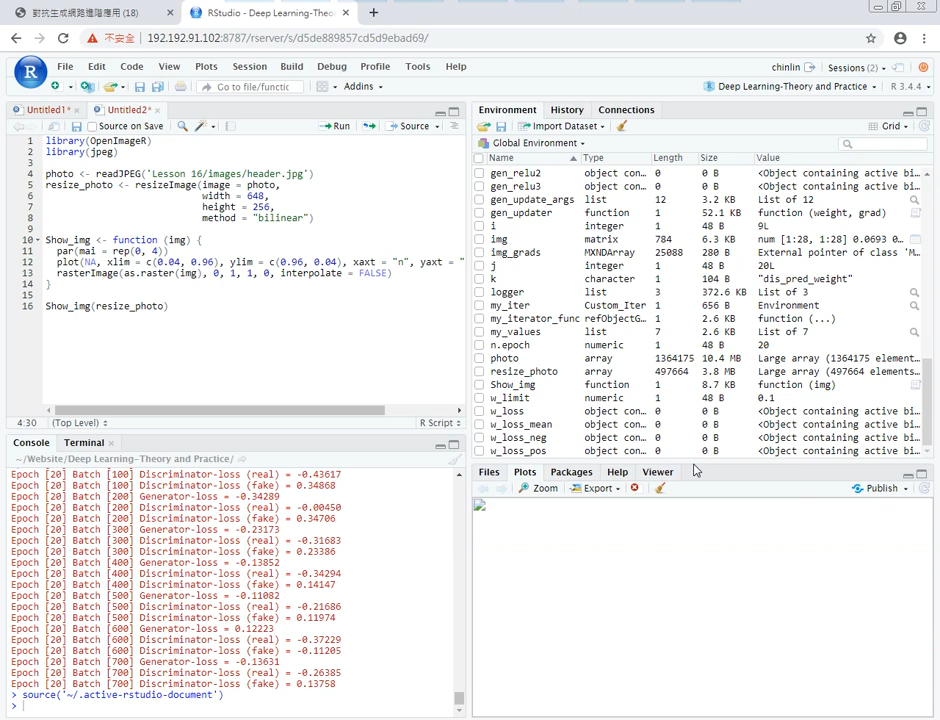 對抗生成網路進階應用 (18)
RStudio - Deep Learning-Theor
不安全
192.192.91.102:8787/rserver/s/d5de889857cd5d9ebad69/
R
File Edit Code View Plots Session Build Debug Profile Tools Help
chinlin
Sessions (2)
Go to file/functic
Addins
Deep Learning-Theory and Practice
R 3.4.4
Untitled1*
Untitled2*
Source on Save
Run
Source
1 library(OpenImageR)
2 library(jpeg)
3
4 photo <- readJPEG('Lesson 16/images/header.jpg')
5 resize_photo <- resizeImage(image = photo,
6 width = 648,
7 height = 256,
8 method = "bilinear")
9
10 Show_img <- function (img) {
11 par(mai = rep(0, 4))
12 plot(NA, xlim = c(0.04, 0.96), ylim = c(0.96, 0.04), xaxt = "n", yaxt = "
13 rasterImage(as.raster(img), 0, 1, 1, 0, interpolate = FALSE)
14 }
15
16 Show_img(resize_photo)
4:30 (Top Level)
R Script
Console Terminal
~/Website/Deep Learning-Theory and Practice/
Epoch [20] Batch [100] Discriminator-loss (real) = -0.43617
Epoch [20] Batch [100] Discriminator-loss (fake) = 0.34868
Epoch [20] Batch [200] Generator-loss = -0.34289
Epoch [20] Batch [200] Discriminator-loss (real) = -0.00450
Epoch [20] Batch [200] Discriminator-loss (fake) = 0.34706
Epoch [20] Batch [300] Generator-loss = -0.23173
Epoch [20] Batch [300] Discriminator-loss (real) = -0.31683
Epoch [20] Batch [300] Discriminator-loss (fake) = 0.23386
Epoch [20] Batch [400] Generator-loss = -0.13852
Epoch [20] Batch [400] Discriminator-loss (real) = -0.34294
Epoch [20] Batch [400] Discriminator-loss (fake) = 0.14147
Epoch [20] Batch [500] Generator-loss = -0.11082
Epoch [20] Batch [500] Discriminator-loss (real) = -0.21686
Epoch [20] Batch [500] Discriminator-loss (fake) = 0.11974
Epoch [20] Batch [600] Generator-loss = 0.12223
Epoch [20] Batch [600] Discriminator-loss (real) = -0.37229
Epoch [20] Batch [600] Discriminator-loss (fake) = -0.11205
Epoch [20] Batch [700] Generator-loss = -0.13631
Epoch [20] Batch [700] Discriminator-loss (real) = -0.26385
Epoch [20] Batch [700] Discriminator-loss (fake) = 0.13758
> source('~/.active-rstudio-document')
>
Environment History Connections
Import Dataset
Grid
Global Environment
Name Type Length Size Value
gen_relu2 object con… 0 0 B <Object containing active bi…
gen_relu3 object con… 0 0 B <Object containing active bi…
gen_update_args list 12 3.2 KB List of 12
gen_updater function 1 52.1 KB function (weight, grad)
i integer 1 48 B 9L
img matrix 784 6.3 KB num [1:28, 1:28] 0.0693 0…
img_grads MXNDArray 25088 280 B External pointer of class 'M…
j integer 1 48 B 20L
k character 1 104 B "dis_pred_weight"
logger list 3 372.6 KB List of 3
my_iter Custom_Iter 1 656 B Environment
my_iterator_func refObjectG… 1 2.6 KB function (...)
my_values list 7 2.6 KB List of 7
n.epoch numeric 1 48 B 20
photo array 1364175 10.4 MB Large array (1364175 element…
resize_photo array 497664 3.8 MB Large array (497664 elements…
Show_img function 1 8.7 KB function (img)
w_limit numeric 1 48 B 0.1
w_loss object con… 0 0 B <Object containing active bi…
w_loss_mean object con… 0 0 B <Object containing active bi…
w_loss_neg object con… 0 0 B <Object containing active bi…
w_loss_pos object con… 0 0 B <Object containing active bi…
Files Plots Packages Help Viewer
Zoom Export Publish